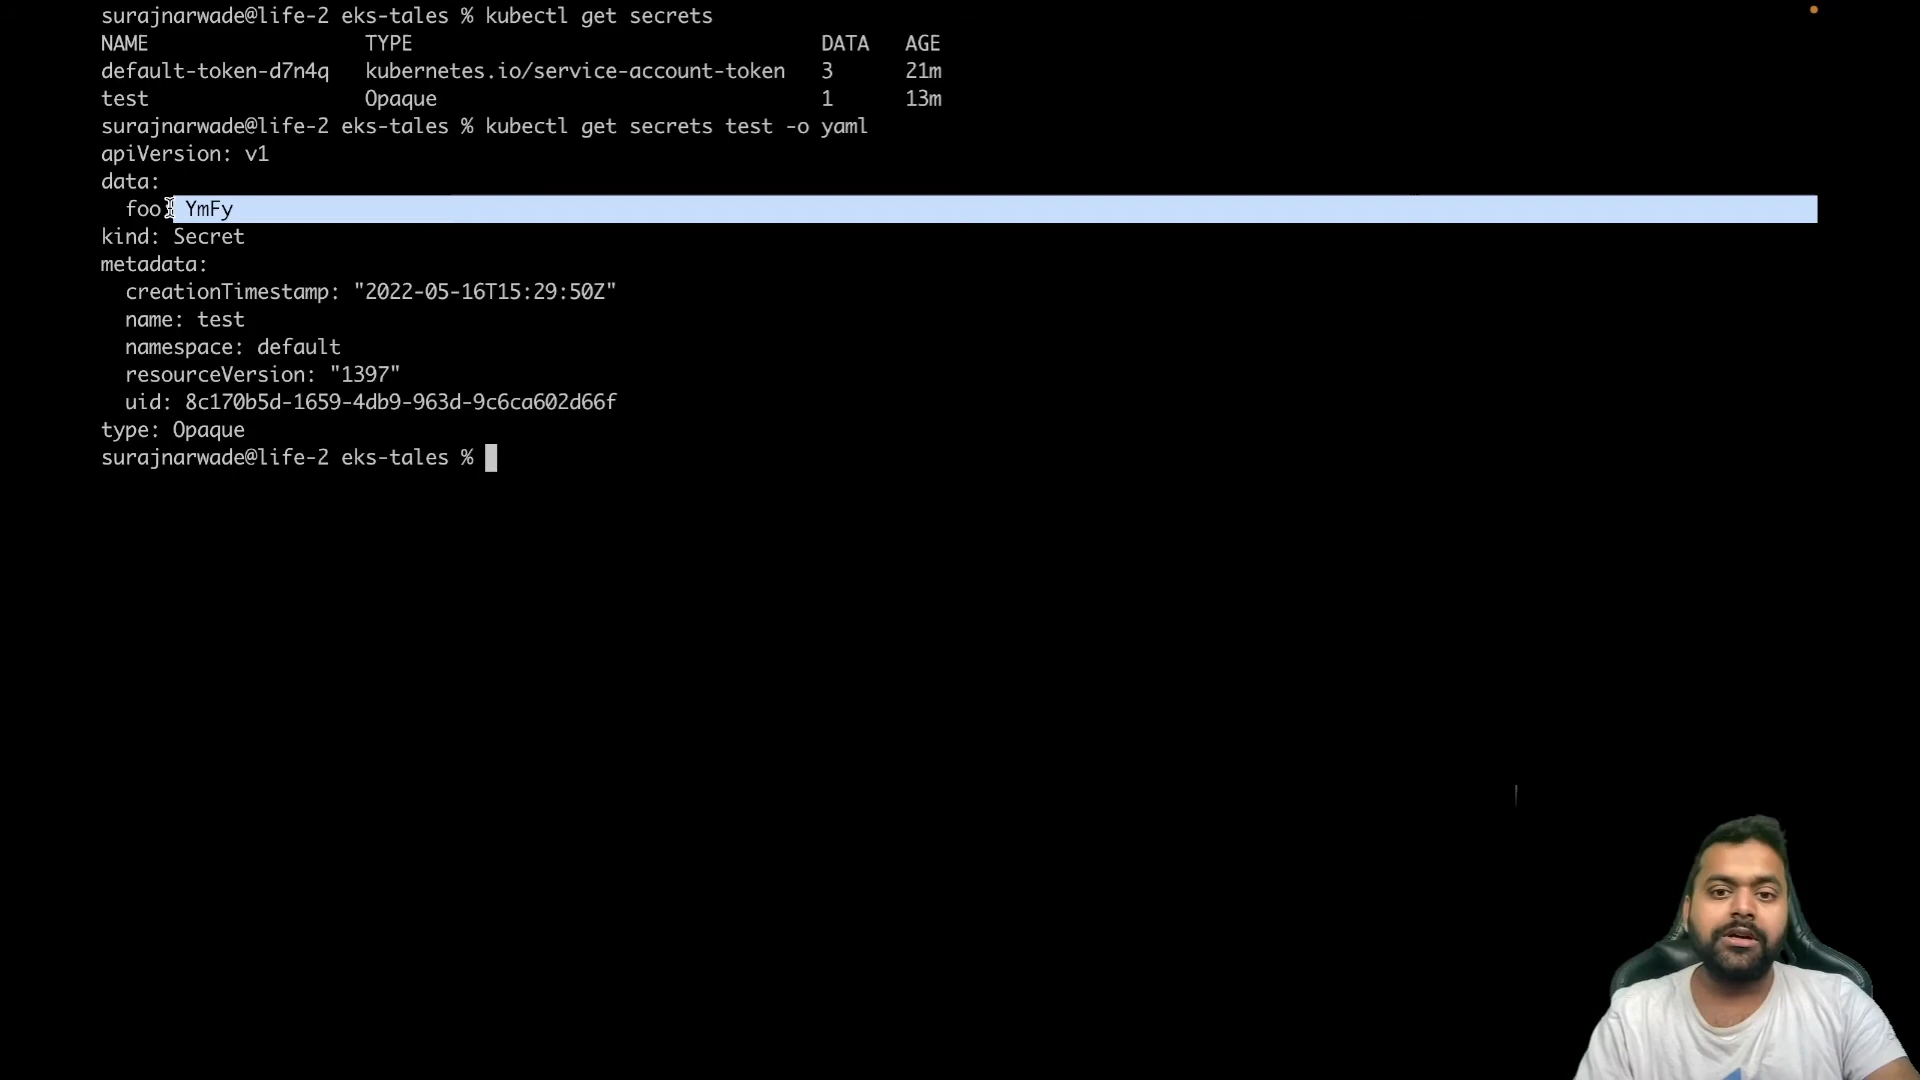 surajnarwade@life-2 eks-tales % kubectl get secrets
NAME TYPE DATA AGE
default-token-d7n4q kubernetes.io/service-account-token 3 21m
test Opaque 1 13m
surajnarwade@life-2 eks-tales % kubectl get secrets test -o yaml
apiVersion: v1
data:
foo: YmFy
kind: Secret
metadata:
creationTimestamp: "2022-05-16T15:29:50Z"
name: test
namespace: default
resourceVersion: "1397"
uid: 8c170b5d-1659-4db9-963d-9c6ca602d66f
type: Opaque
surajnarwade@life-2 eks-tales %